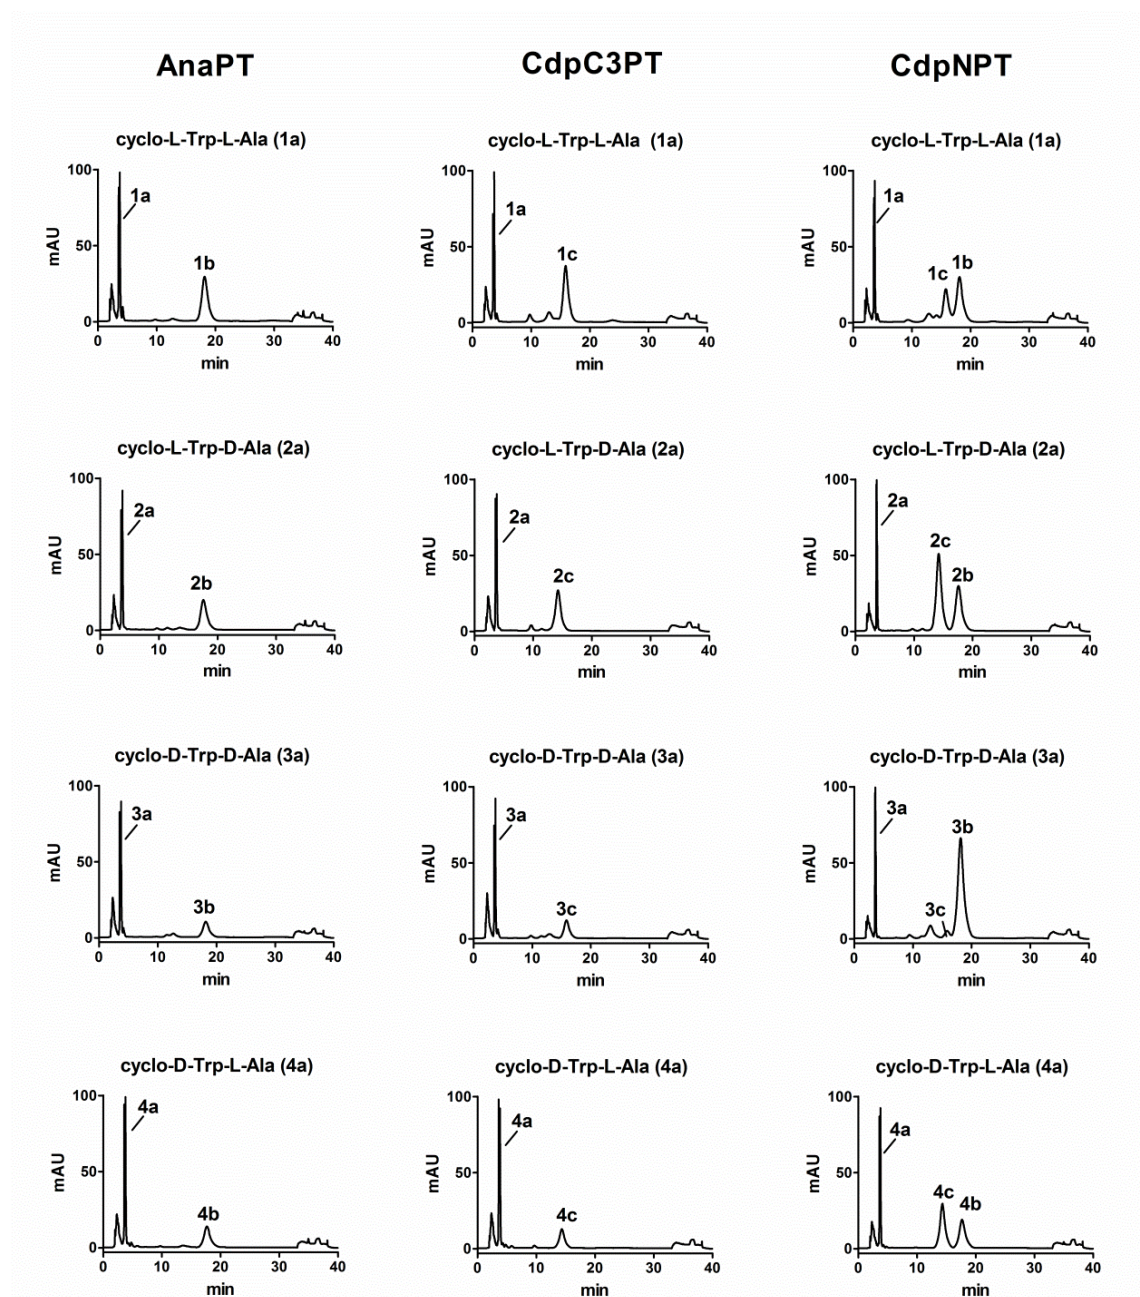 AnaPT CdpC3PT CdpNPT
cyclo-L-Trp-L-Ala (1a) cyclo-L-Trp-L-Ala (1a) cyclo-L-Trp-L-Ala (1a)
100 100 100
1a 1a 1a
mAU mAU mAU
50 50 50
1b 1c 1c 1b
0 0 0
0 10 20 30 40 0 10 20 30 40 0 10 20 30 40
min min min
cyclo-L-Trp-D-Ala (2a) cyclo-L-Trp-D-Ala (2a) cyclo-L-Trp-D-Ala (2a)
100 100 100
2a 2a 2a
mAU mAU mAU
50 50 50
2b 2c 2c 2b
0 0 0
0 10 20 30 40 0 10 20 30 40 0 10 20 30 40
min min min
cyclo-D-Trp-D-Ala (3a) cyclo-D-Trp-D-Ala (3a) cyclo-D-Trp-D-Ala (3a)
100 100 100
3a 3a 3a
mAU mAU mAU
50 50 50
3b 3c 3c 3b
0 0 0
0 10 20 30 40 0 10 20 30 40 0 10 20 30 40
min min min
cyclo-D-Trp-L-Ala (4a) cyclo-D-Trp-L-Ala (4a) cyclo-D-Trp-L-Ala (4a)
100 100 100
4a 4a 4a
mAU mAU mAU
50 50 50
4b 4c 4c 4b
0 0 0
0 10 20 30 40 0 10 20 30 40 0 10 20 30 40
min min min